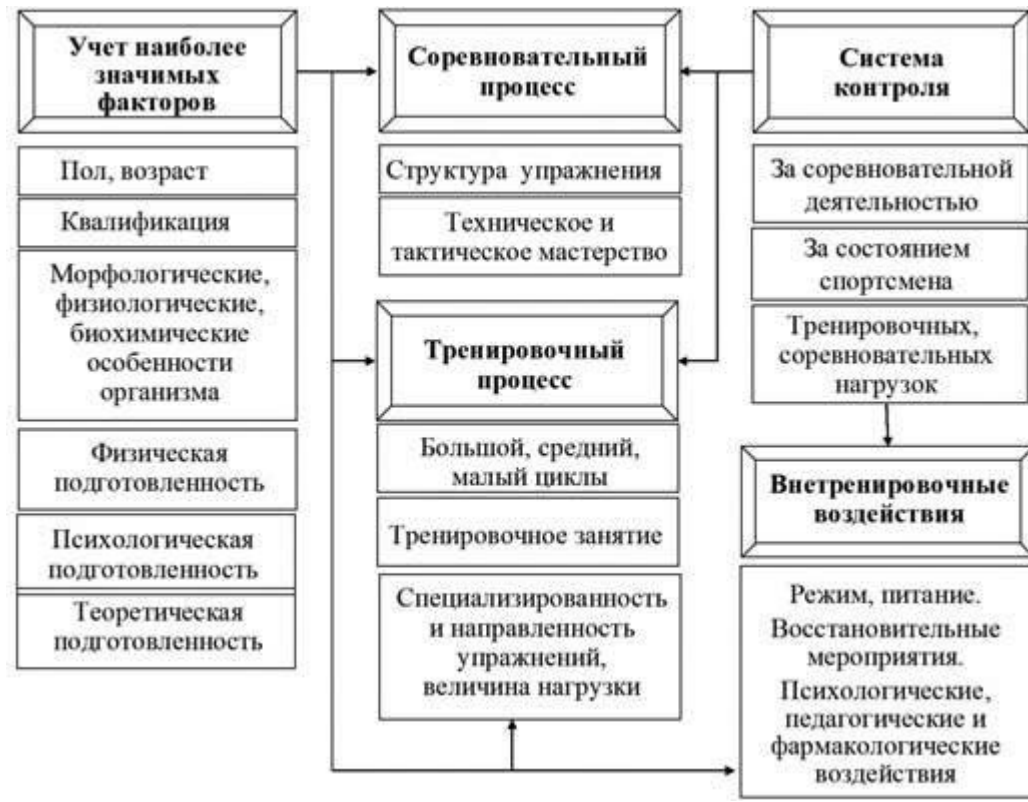 Учет наиболее
значимых
факторов
Пол, возраст
Квалификация
Морфологические,
физиологические,
биохимические
особенности
организма
Физическая
подготовленность
Психологическая
подготовленность
Теоретическая
подготовленность
Соревновательный
процесс
Структура упражнения
Техническое и
тактическое мастерство
Тренировочный
процесс
Большой, средний,
малый циклы
Тренировочное занятие
Специализированность
и направленность
упражнений,
величина нагрузки
Система
контроля
За соревновательной
деятельностью
За состоянием
спортсмена
Тренировочных,
соревновательных
нагрузок
Внетренировочные
воздействия
Режим, питание.
Восстановительные
мероприятия.
Психологические,
педагогические и
фармакологические
воздействия